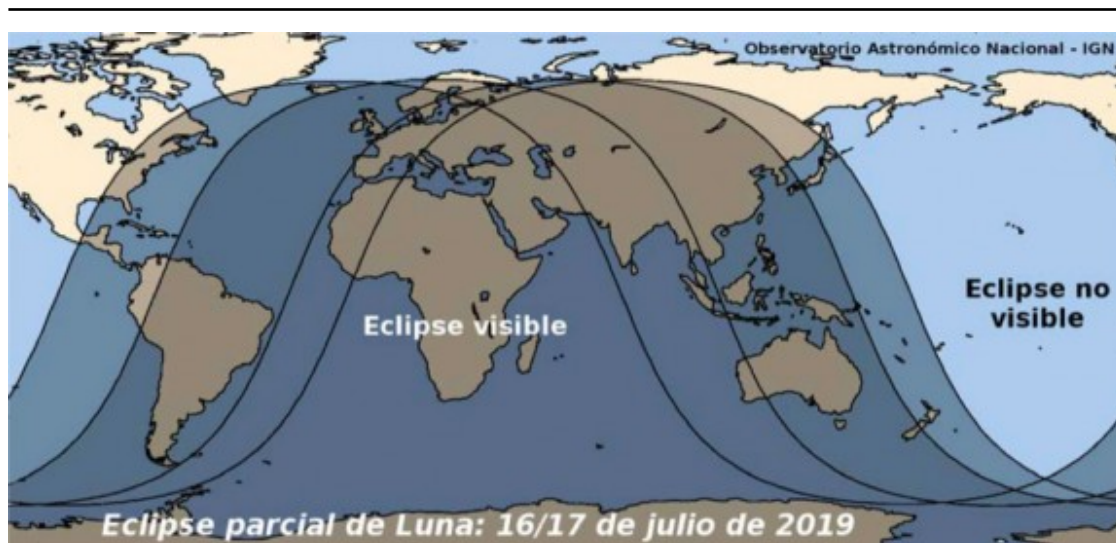 Observatorio Astronómico Nacional - IGN
Eclipse no
visible
Eclipse visible
Eclipse parcial de Luna: 16/17 de julio de 2019